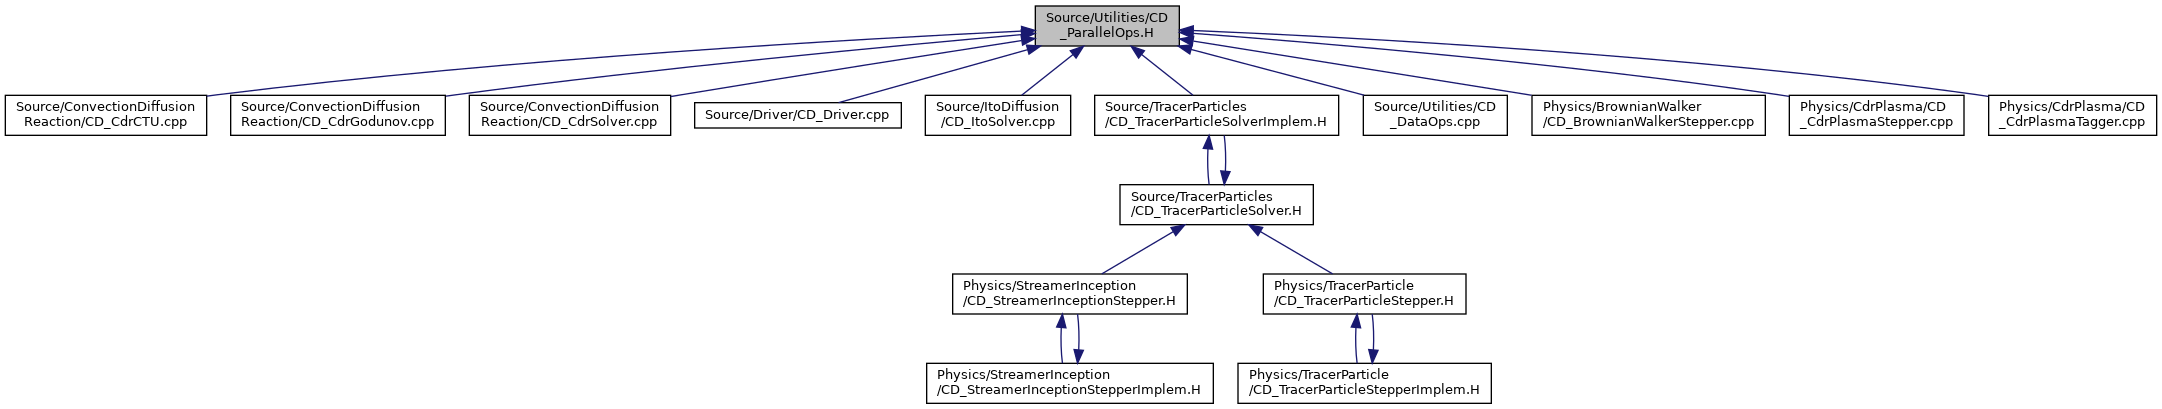 Source/Utilities/CD
_ParallelOps.H
Source/ConvectionDiffusion
Reaction/CD_CdrCTU.cpp
Source/ConvectionDiffusion
Reaction/CD_CdrGodunov.cpp
Source/ConvectionDiffusion
Reaction/CD_CdrSolver.cpp
Source/Driver/CD_Driver.cpp
Source/ItoDiffusion
/CD_ItoSolver.cpp
Source/TracerParticles
/CD_TracerParticleSolverImplem.H
Source/Utilities/CD
_DataOps.cpp
Physics/BrownianWalker
/CD_BrownianWalkerStepper.cpp
Physics/CdrPlasma/CD
_CdrPlasmaStepper.cpp
Physics/CdrPlasma/CD
_CdrPlasmaTagger.cpp
Source/TracerParticles
/CD_TracerParticleSolver.H
Physics/StreamerInception
/CD_StreamerInceptionStepper.H
Physics/TracerParticle
/CD_TracerParticleStepper.H
Physics/StreamerInception
/CD_StreamerInceptionStepperImplem.H
Physics/TracerParticle
/CD_TracerParticleStepperImplem.H